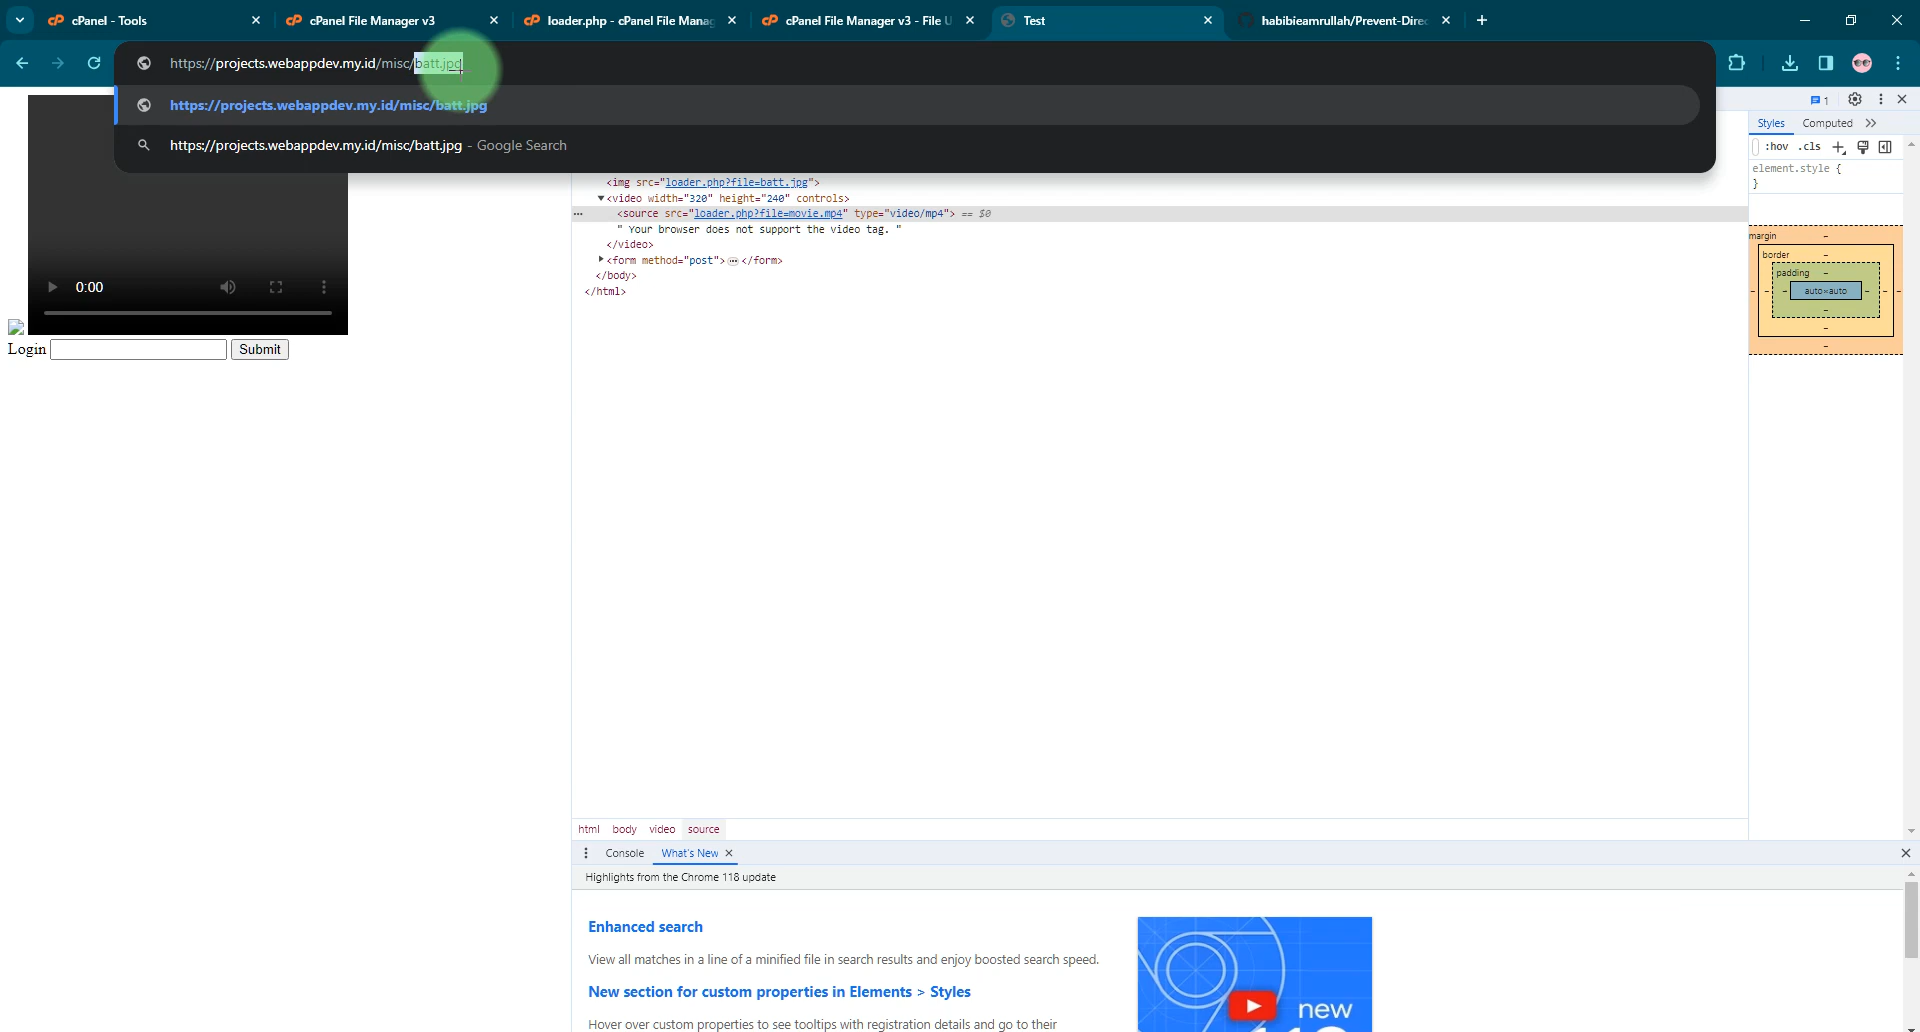 cPanel - Tools
cPanel File Manager v3
loader.php - cPanel File Manag
cPanel File Manager v3 - File U
Test
habibieamrullah/Prevent-Direc
https://projects.webappdev.my.id/misc/batt.jpg
https://projects.webappdev.my.id/misc/batt.jpg
https://projects.webappdev.my.id/misc/batt.jpg - Google Search
1
Styles
Computed
:hov
.cls
element.style {
}
<img src="loader.php?file=batt.jpg">
<video width="320" height="240" controls>
<source src="loader.php?file=movie.mp4" type="video/mp4"> == $0
" Your browser does not support the video tag. "
</video>
<form method="post"> … </form>
</body>
</html>
margin
-
border
-
padding
-
- - - auto×auto - - -
-
-
-
0:00
Login
Submit
html body video source
Console
What's New
Highlights from the Chrome 118 update
Enhanced search
View all matches in a line of a minified file in search results and enjoy boosted search speed.
New section for custom properties in Elements > Styles
Hover over custom properties to see tooltips with registration details and go to their
new